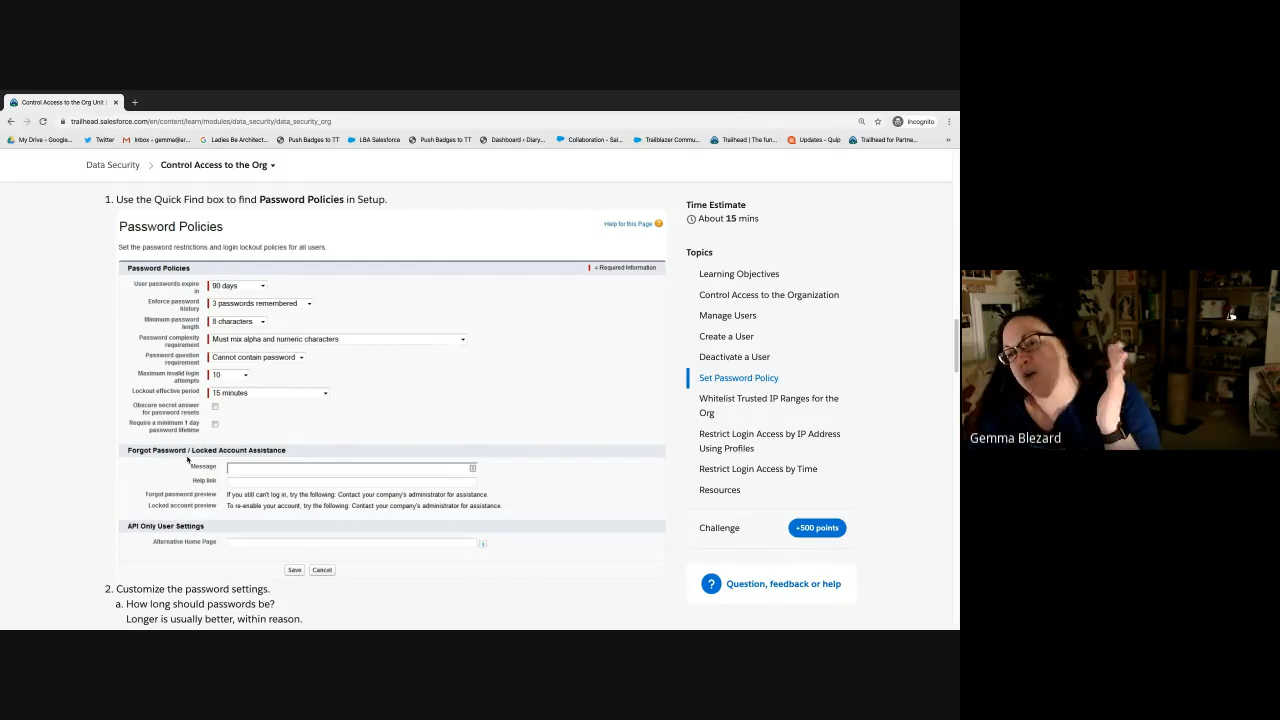 Control Access to the Org Unit |
trailhead.salesforce.com/en/content/learn/modules/data_security/data_security_org
Incognito
My Drive - Google...
Twitter
Inbox - gemma@ar...
Ladies Be Architect...
Push Badges to TT
LBA Salesforce
Push Badges to TT
Dashboard ‹ Diary...
Collaboration - Sal...
Trailblazer Commu...
Trailhead | The fun...
Updates - Quip
Trailhead for Partne...
»
Data Security
Control Access to the Org
1. Use the Quick Find box to find Password Policies in Setup.
Password Policies
Help for this Page
Set the password restrictions and login lockout policies for all users.
Password Policies
= Required Information
User passwords expire in
90 days
Enforce password history
3 passwords remembered
Minimum password length
8 characters
Password complexity requirement
Must mix alpha and numeric characters
Password question requirement
Cannot contain password
Maximum invalid login attempts
10
Lockout effective period
15 minutes
Obscure secret answer for password resets
Require a minimum 1 day password lifetime
Forgot Password / Locked Account Assistance
Message
Help link
Forgot password preview
If you still can't log in, try the following: Contact your company's administrator for assistance.
Locked account preview
To re-enable your account, try the following: Contact your company's administrator for assistance.
API Only User Settings
Alternative Home Page
Save
Cancel
2. Customize the password settings.
a. How long should passwords be?
Longer is usually better, within reason.
Time Estimate
About 15 mins
Topics
Learning Objectives
Control Access to the Organization
Manage Users
Create a User
Deactivate a User
Set Password Policy
Whitelist Trusted IP Ranges for the
Org
Restrict Login Access by IP Address
Using Profiles
Restrict Login Access by Time
Resources
Challenge
+500 points
? Question, feedback or help
Gemma Blezard